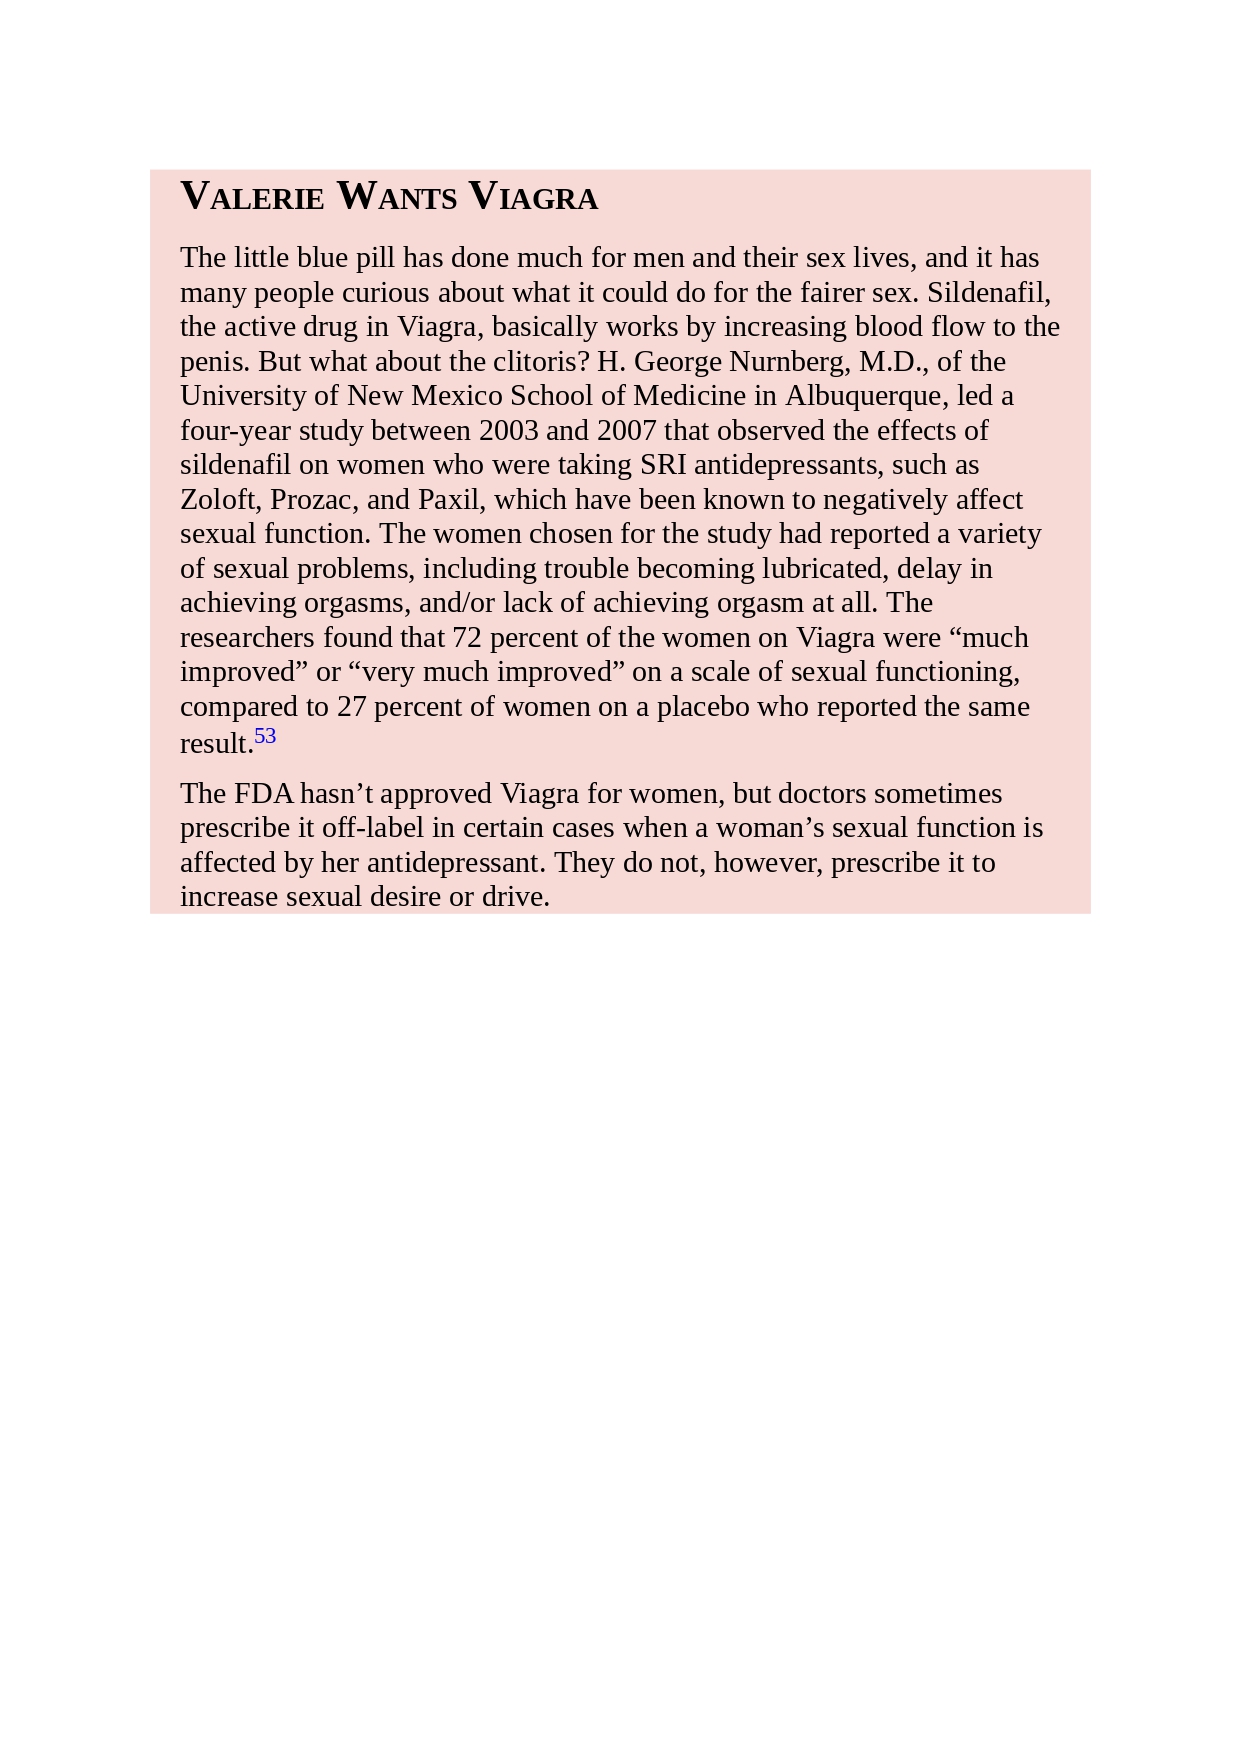 VALERIE WANTS VIAGRA
The little blue pill has done much for men and their sex lives, and it has
many people curious about what it could do for the fairer sex. Sildenafil,
the active drug in Viagra, basically works by increasing blood flow to the
penis. But what about the clitoris? H. George Nurnberg, M.D., of the
University of New Mexico School of Medicine in Albuquerque, led a
four-year study between 2003 and 2007 that observed the effects of
sildenafil on women who were taking SRI antidepressants, such as
Zoloft, Prozac, and Paxil, which have been known to negatively affect
sexual function. The women chosen for the study had reported a variety
of sexual problems, including trouble becoming lubricated, delay in
achieving orgasms, and/or lack of achieving orgasm at all. The
researchers found that 72 percent of the women on Viagra were “much
improved” or “very much improved” on a scale of sexual functioning,
compared to 27 percent of women on a placebo who reported the same
result.53
The FDA hasn’t approved Viagra for women, but doctors sometimes
prescribe it off-label in certain cases when a woman’s sexual function is
affected by her antidepressant. They do not, however, prescribe it to
increase sexual desire or drive.